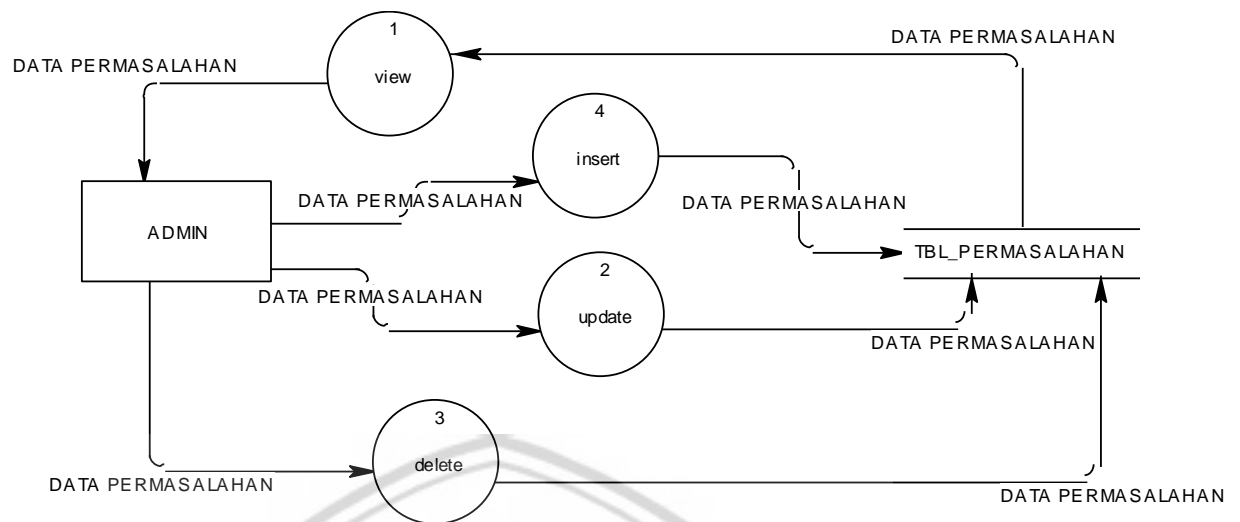 1
DATA PERMASALAHAN
DATA PERMASALAHAN
view
4
insert
DATA PERMASALAHAN
DATA PERMASALAHAN
ADMIN
TBL_PERMASALAHAN
2
DATA PERMASALAHAN
update
DATA PERMASALAHAN
3
delete
DATA PERMASALAHAN
DATA PERMASALAHAN